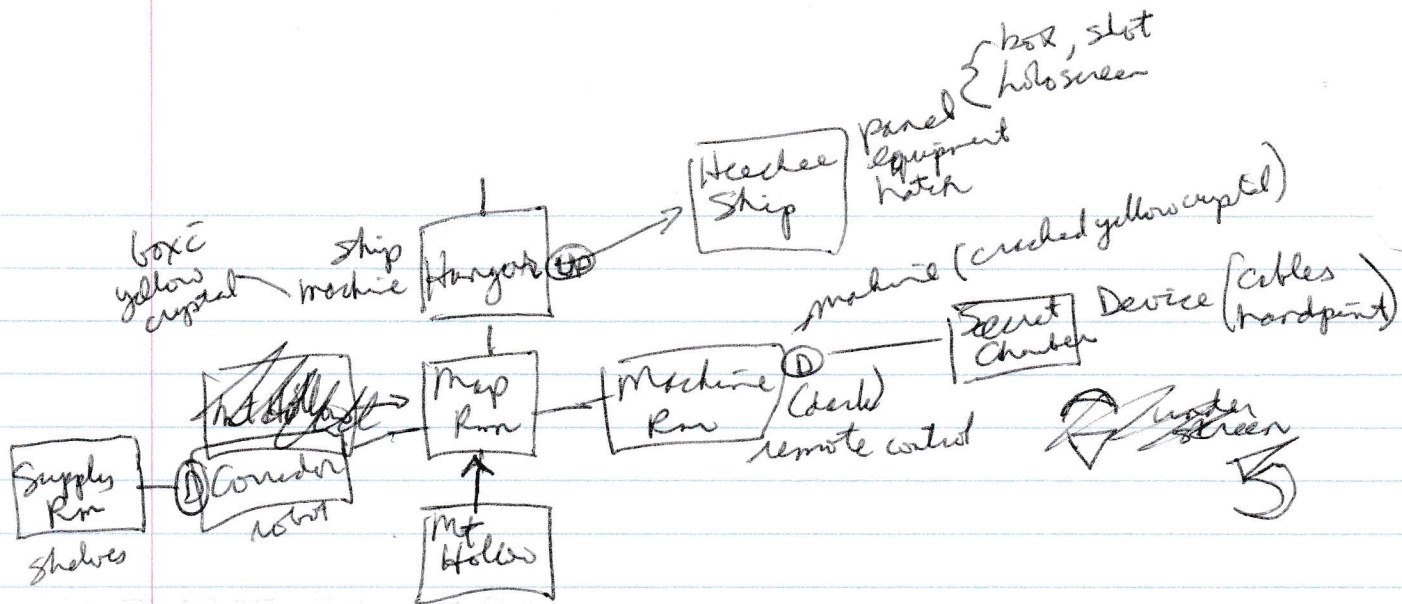 box, slot
holoscreen
panel
equipment
hatch
Heechee
Ship
box c̄
yellow
crystal
ship
machine
Hangar
UP
machine (cracked yellow crystal)
Secret
Chamber
Device (cables
hardpoint)
Map
Rm
Machine
Rm
D
(dark)
remote control
under
screen
5
Supply
Rm
shelves
D
Corridor
robot
Mt
Hollow